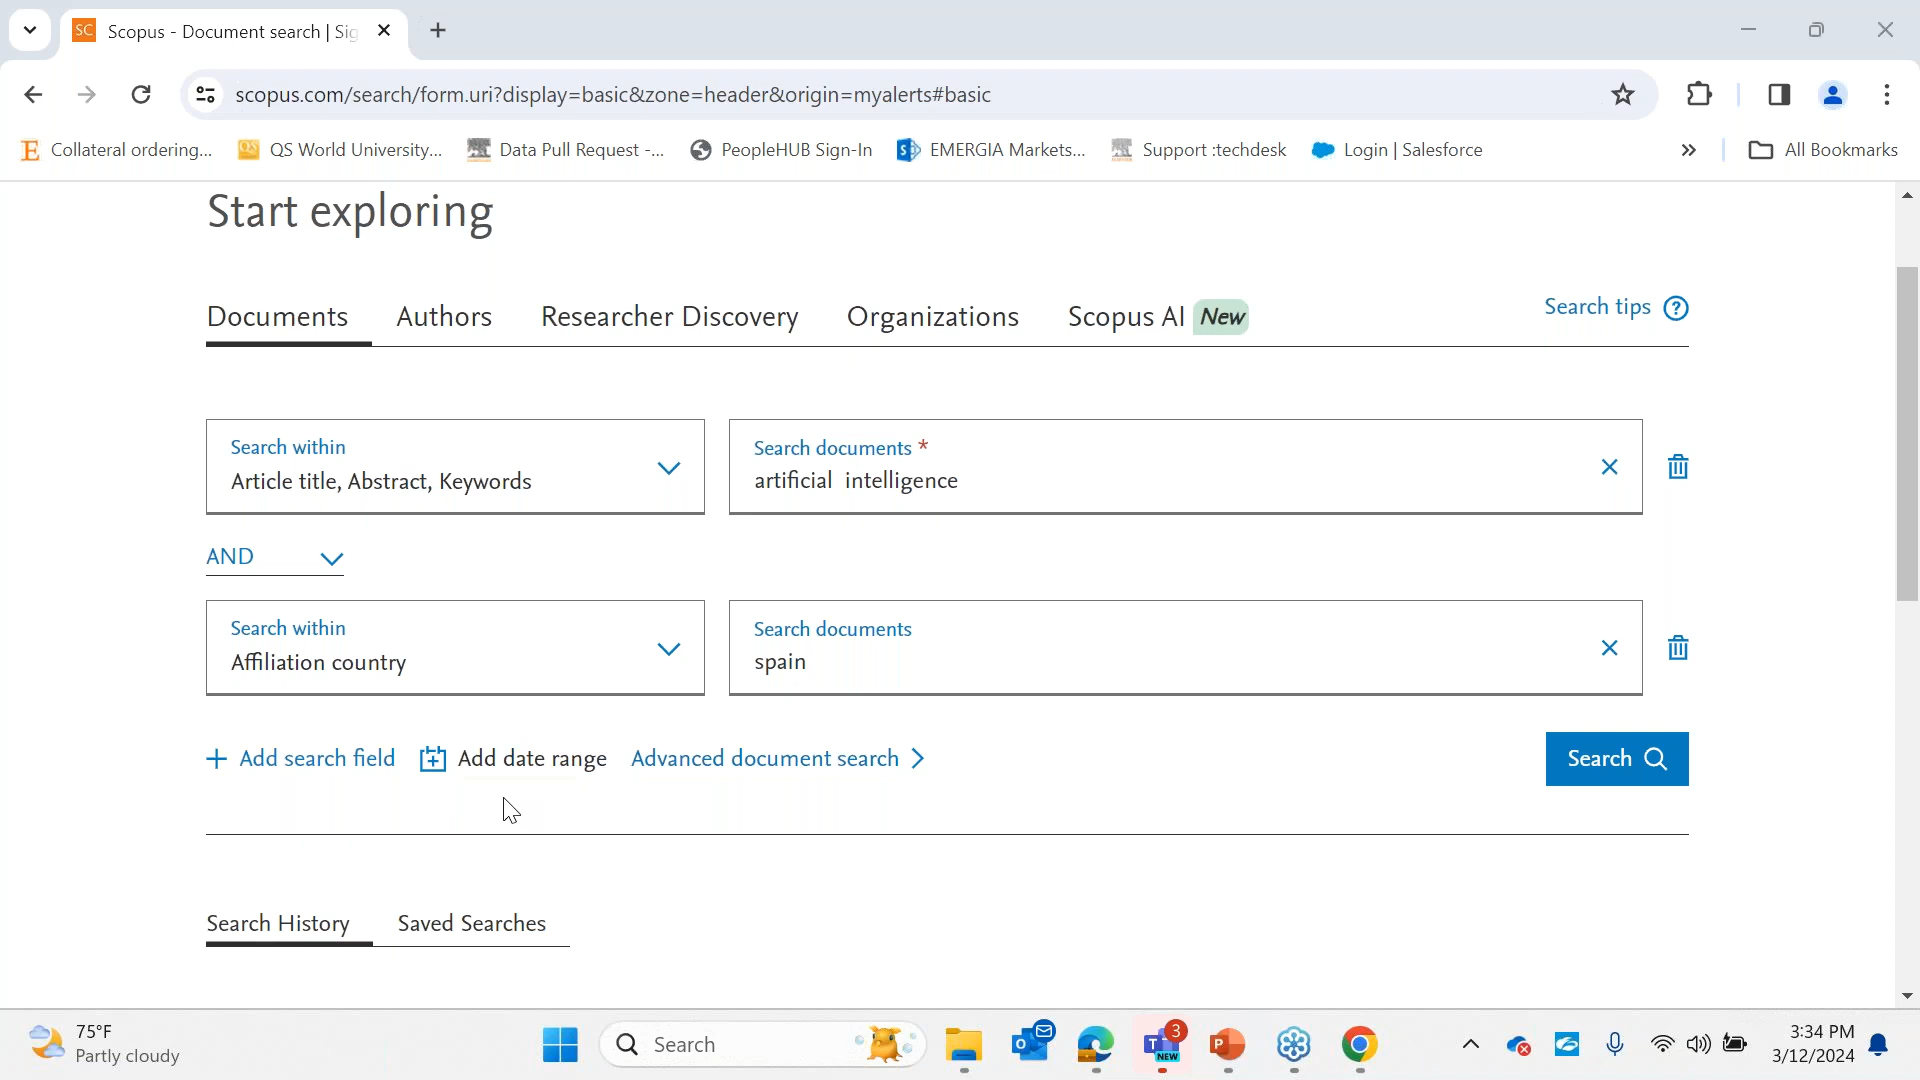 SC Scopus - Document search | Sig
scopus.com/search/form.uri?display=basic&zone=header&origin=myalerts#basic
Collateral ordering... QS QS World University... Data Pull Request -... PeopleHUB Sign-In EMERGIA Markets... Support :techdesk Login | Salesforce » All Bookmarks
Start exploring
Documents Authors Researcher Discovery Organizations Scopus AI New Search tips ?
Search within
Article title, Abstract, Keywords
Search documents *
artificial intelligence
AND
Search within
Affiliation country
Search documents
spain
Add search field Add date range Advanced document search Search
Search History Saved Searches
75°F
Partly cloudy
Search
3
NEW
3:34 PM
3/12/2024